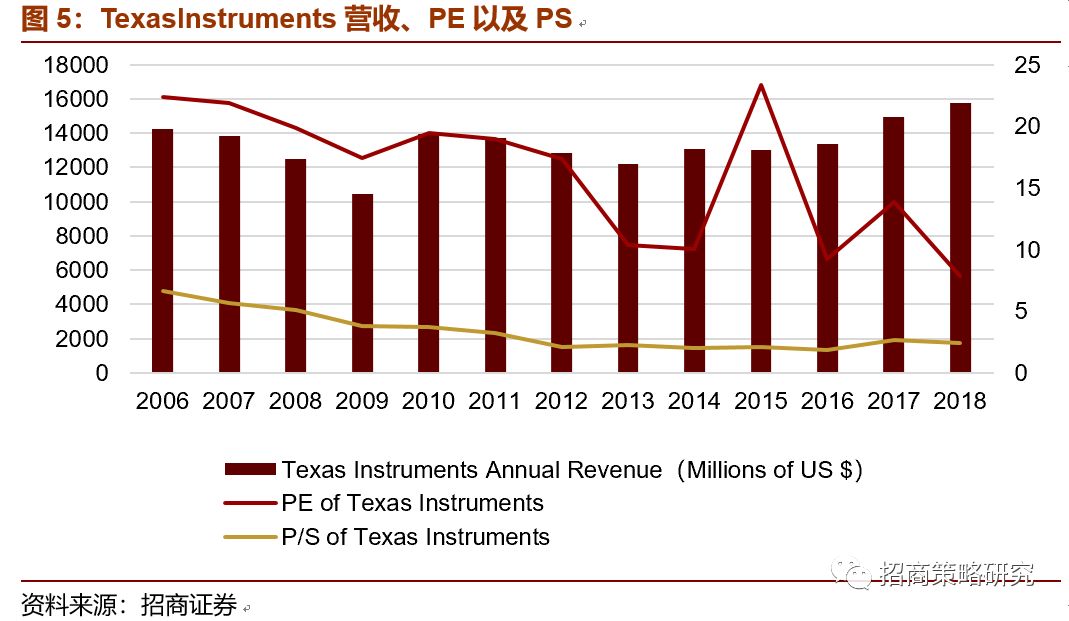 图 5：TexasInstruments 营收、PE 以及 PS
18000 25
16000
14000 20
12000
10000 15
8000 10
6000
4000 5
2000
0 0
2006 2007 2008 2009 2010 2011 2012 2013 2014 2015 2016 2017 2018
Texas Instruments Annual Revenue（Millions of US $）
PE of Texas Instruments
P/S of Texas Instruments
招商策略研究
资料来源：招商证券